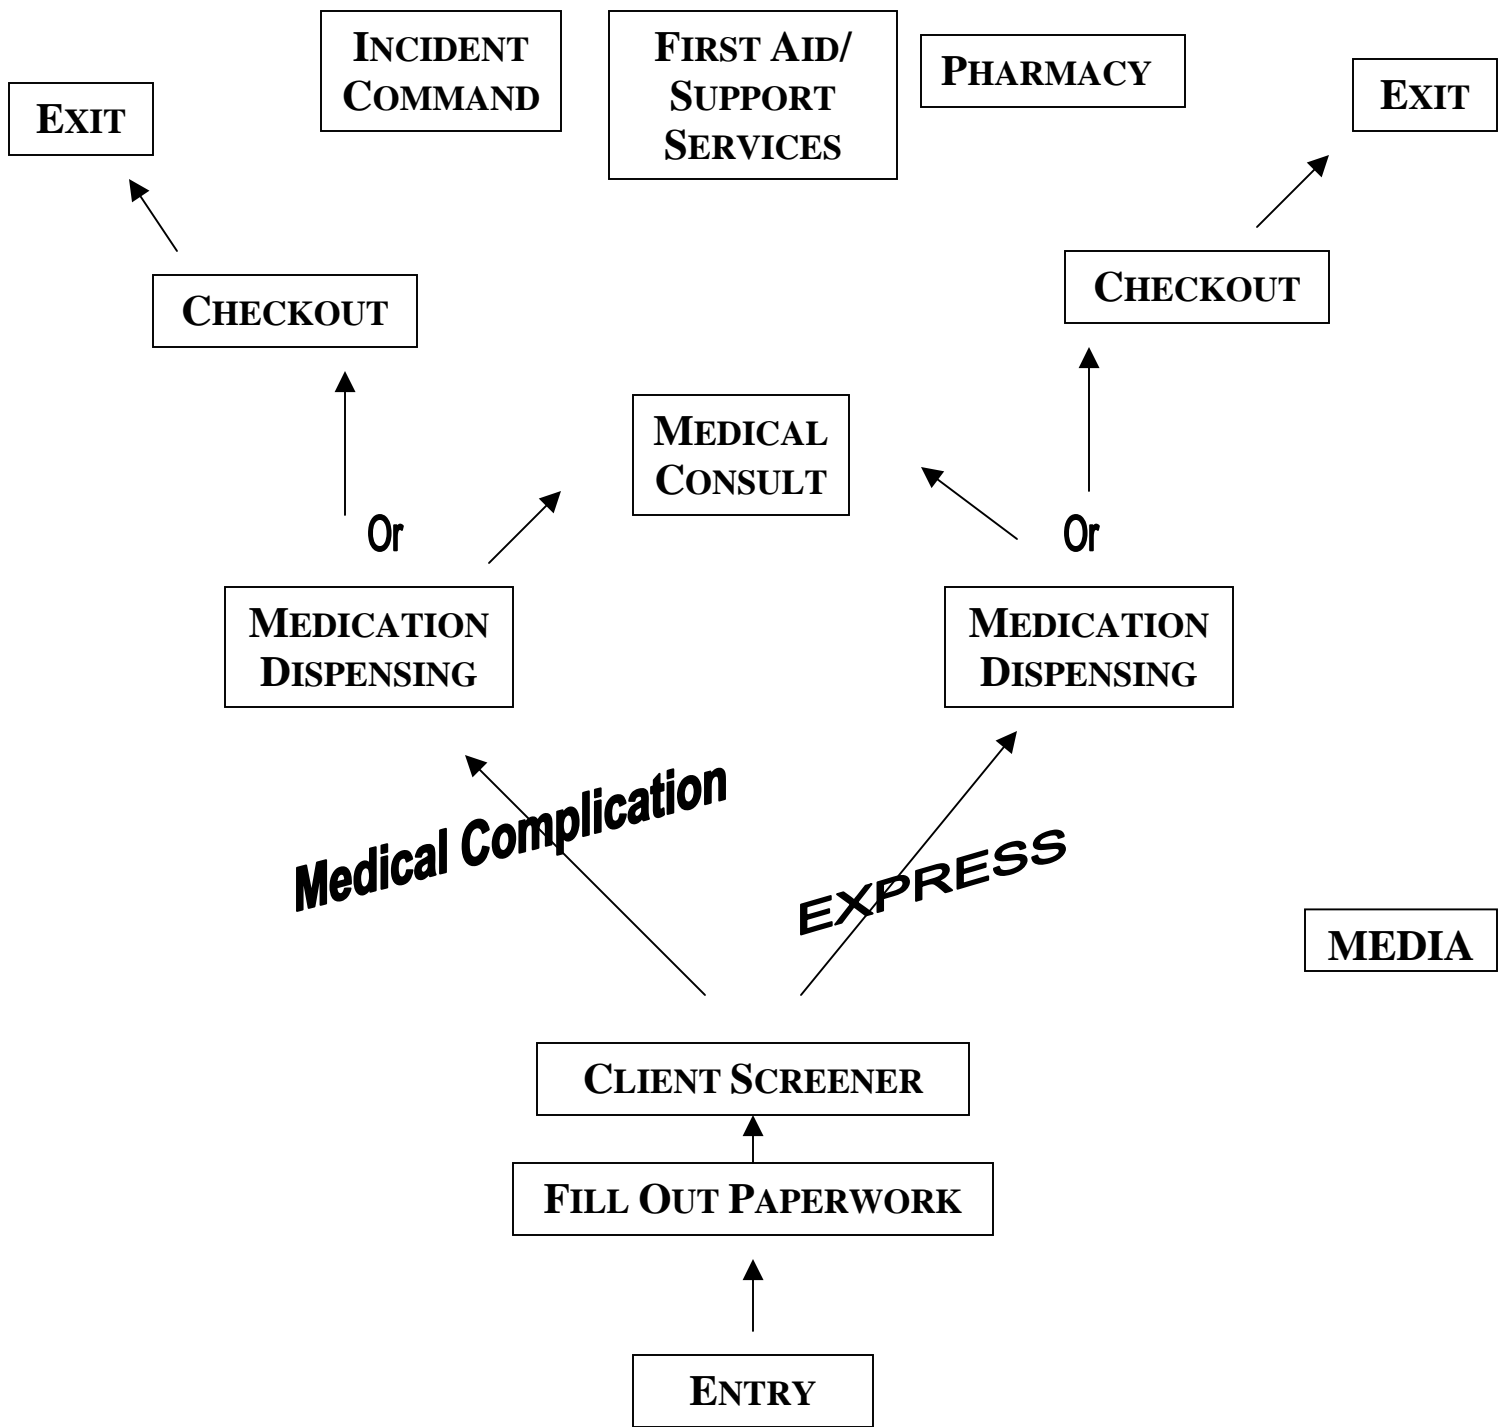 INCIDENT
COMMAND
FIRST AID/
SUPPORT
SERVICES
PHARMACY
EXIT
EXIT
CHECKOUT
CHECKOUT
MEDICAL
CONSULT
Or
Or
MEDICATION
DISPENSING
MEDICATION
DISPENSING
Medical Complication
EXPRESS
MEDIA
CLIENT SCREENER
FILL OUT PAPERWORK
ENTRY